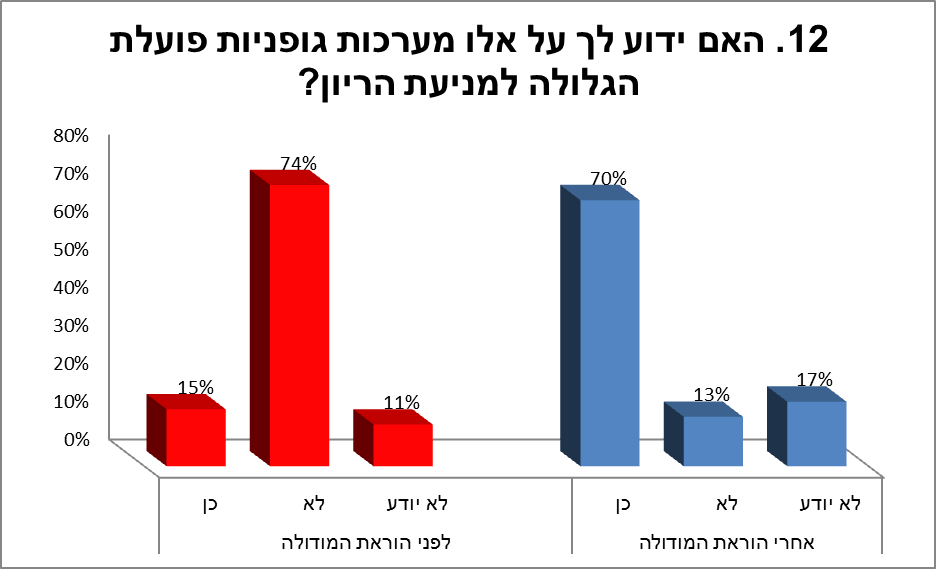 12. האם ידוע לך על אלו מערכות גופניות פועלת
הגלולה למניעת הריון?
80%
70%
60%
50%
40%
30%
20%
10%
0%
15%
74%
11%
70%
13%
17%
כן
לא
לא יודע
כן
לא
לא יודע
לפני הוראת המודולה
אחרי הוראת המודולה